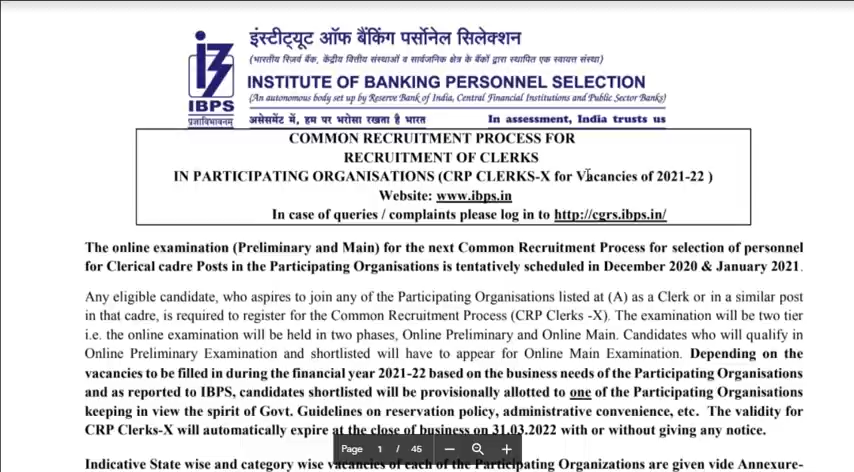 इंस्टीट्यूट ऑफ बैंकिंग पर्सोनेल सिलेक्शन
(भारतीय रिज़र्व बैंक, केंद्रीय वित्तीय संस्थाओं व सार्वजनिक क्षेत्र के बैंकों द्वारा स्थापित एक स्वायत्त संस्था)
INSTITUTE OF BANKING PERSONNEL SELECTION
(An autonomous body set up by Reserve Bank of India, Central Financial Institutions and Public Sector Banks)
IBPS
प्रज्ञाविभावनम् असेसमेंट में, हम पर भरोसा रखता है भारत In assessment, India trusts us
COMMON RECRUITMENT PROCESS FOR
RECRUITMENT OF CLERKS
IN PARTICIPATING ORGANISATIONS (CRP CLERKS-X for Vacancies of 2021-22 )
Website: www.ibps.in
In case of queries / complaints please log in to http://cgrs.ibps.in/
The online examination (Preliminary and Main) for the next Common Recruitment Process for selection of personnel
for Clerical cadre Posts in the Participating Organisations is tentatively scheduled in December 2020 & January 2021.
Any eligible candidate, who aspires to join any of the Participating Organisations listed at (A) as a Clerk or in a similar post
in that cadre, is required to register for the Common Recruitment Process (CRP Clerks -X). The examination will be two tier
i.e. the online examination will be held in two phases, Online Preliminary and Online Main. Candidates who will qualify in
Online Preliminary Examination and shortlisted will have to appear for Online Main Examination. Depending on the
vacancies to be filled in during the financial year 2021-22 based on the business needs of the Participating Organisations
and as reported to IBPS, candidates shortlisted will be provisionally allotted to one of the Participating Organisations
keeping in view the spirit of Govt. Guidelines on reservation policy, administrative convenience, etc. The validity for
CRP Clerks-X will automatically expire at the close of business on 31.03.2022 with or without giving any notice.
Page 1 / 45
Indicative State wise and category wise vacancies of each of the Participating Organizations are given vide Annexure-